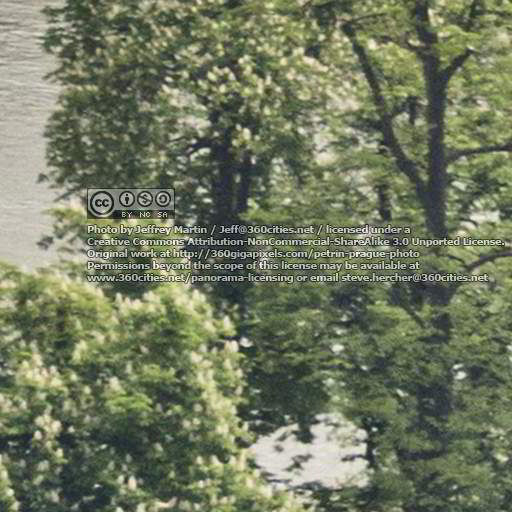 cc BY NC SA
Photo by Jeffrey Martin / Jeff@360cities.net / licensed under a
Creative Commons Attribution-NonCommercial-ShareAlike 3.0 Unported License.
Original work at http://360gigapixels.com/petrin-prague-photo
Permissions beyond the scope of this license may be available at
www.360cities.net/panorama-licensing or email steve.hercher@360cities.net